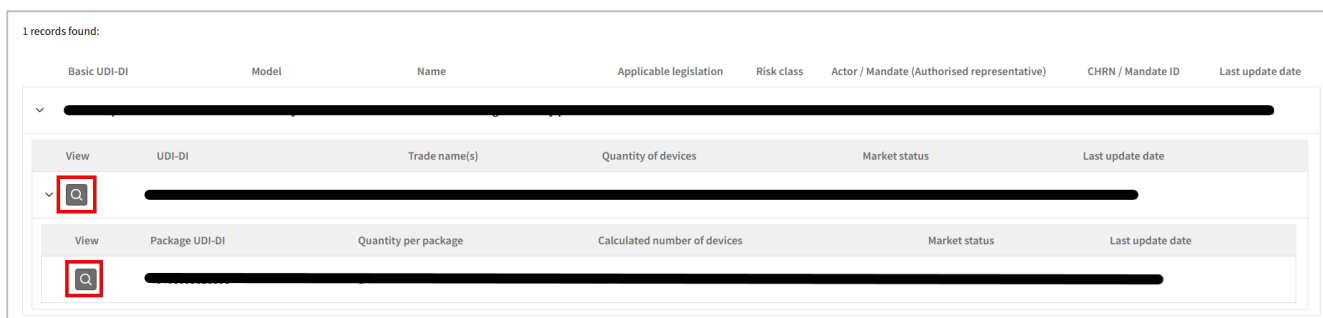 1 records found:
Basic UDI-DI Model Name Applicable legislation Risk class Actor / Mandate (Authorised representative) CHRN / Mandate ID Last update date
View UDI-DI Trade name(s) Quantity of devices Market status Last update date
View Package UDI-DI Quantity per package Calculated number of devices Market status Last update date